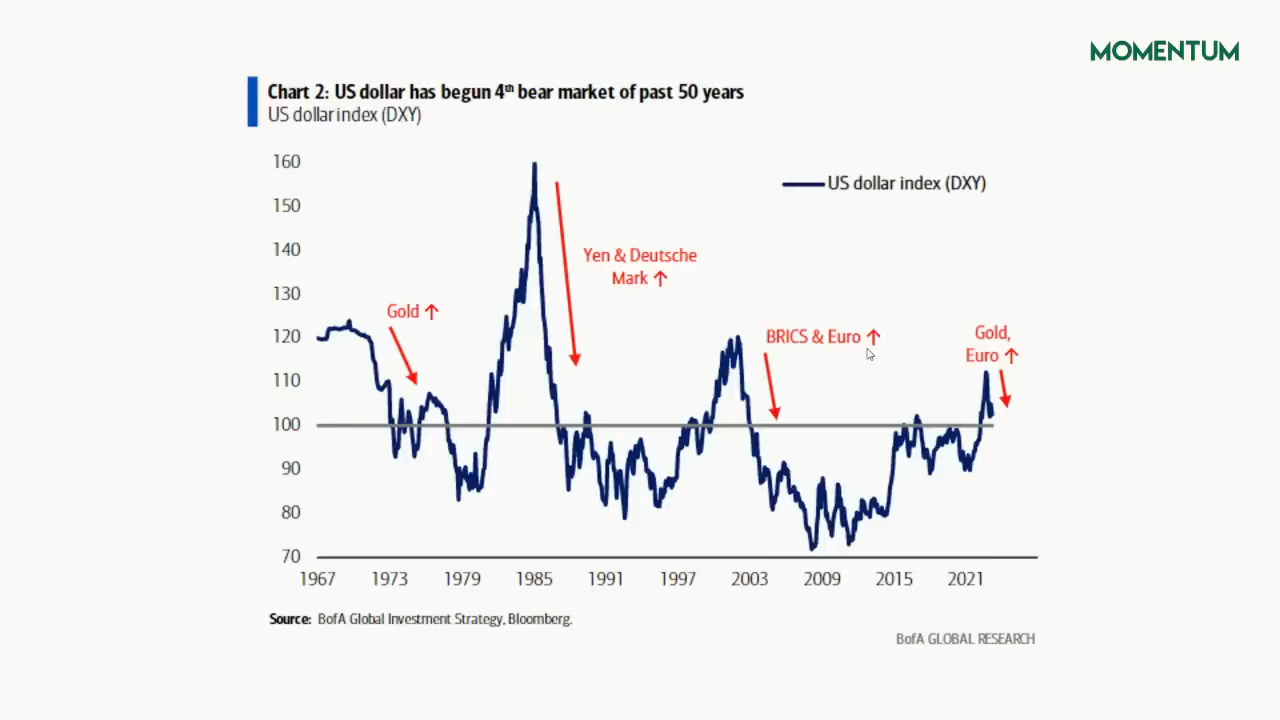 MOMENTUM
Chart 2: US dollar has begun 4th bear market of past 50 years
US dollar index (DXY)
160
150
140
130
120
110
100
90
80
70
US dollar index (DXY)
Gold ↑
Yen & Deutsche
Mark ↑
BRICS & Euro ↑
Gold,
Euro ↑
1967 1973 1979 1985 1991 1997 2003 2009 2015 2021
Source: BofA Global Investment Strategy, Bloomberg.
BofA GLOBAL RESEARCH